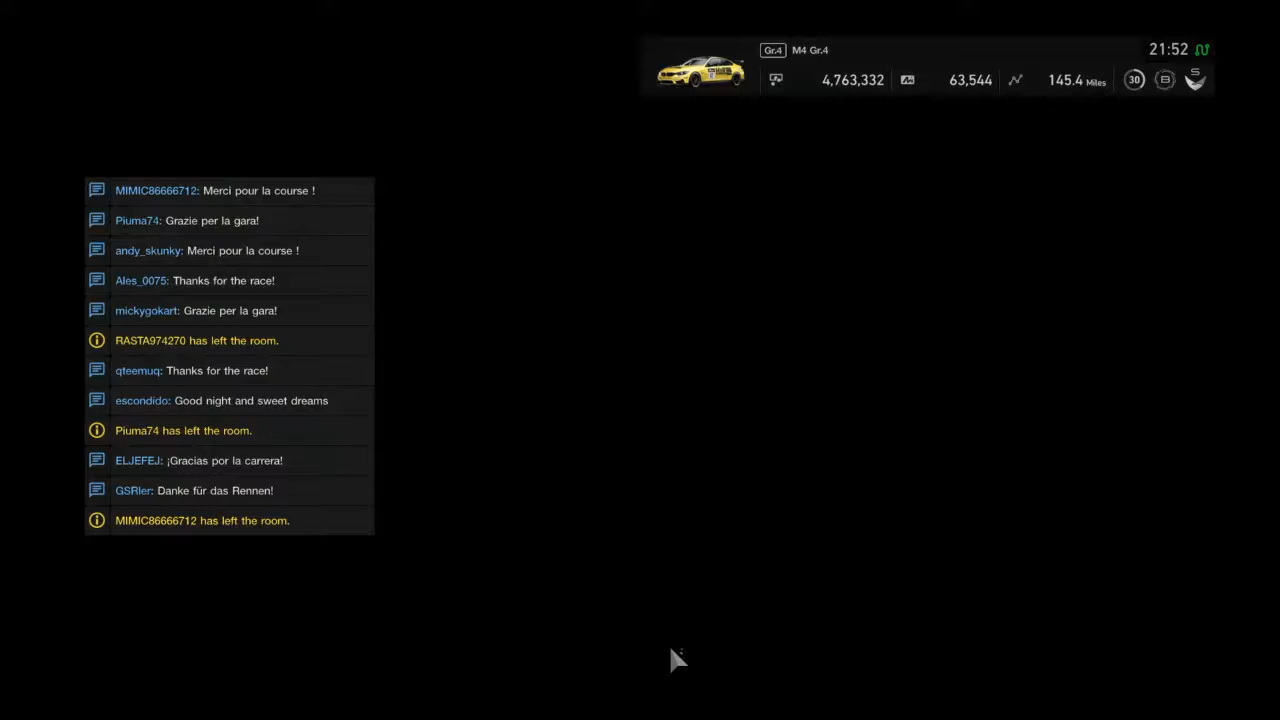 Gr.4 M4 Gr.4
21:52
4,763,332 63,544 145.4 Miles 30 B S
MIMIC86666712: Merci pour la course !
Piuma74: Grazie per la gara!
andy_skunky: Merci pour la course !
Ales_0075: Thanks for the race!
mickygokart: Grazie per la gara!
RASTA974270 has left the room.
qteemuq: Thanks for the race!
escondido: Good night and sweet dreams
Piuma74 has left the room.
ELJEFEJ: ¡Gracias por la carrera!
GSRler: Danke für das Rennen!
MIMIC86666712 has left the room.